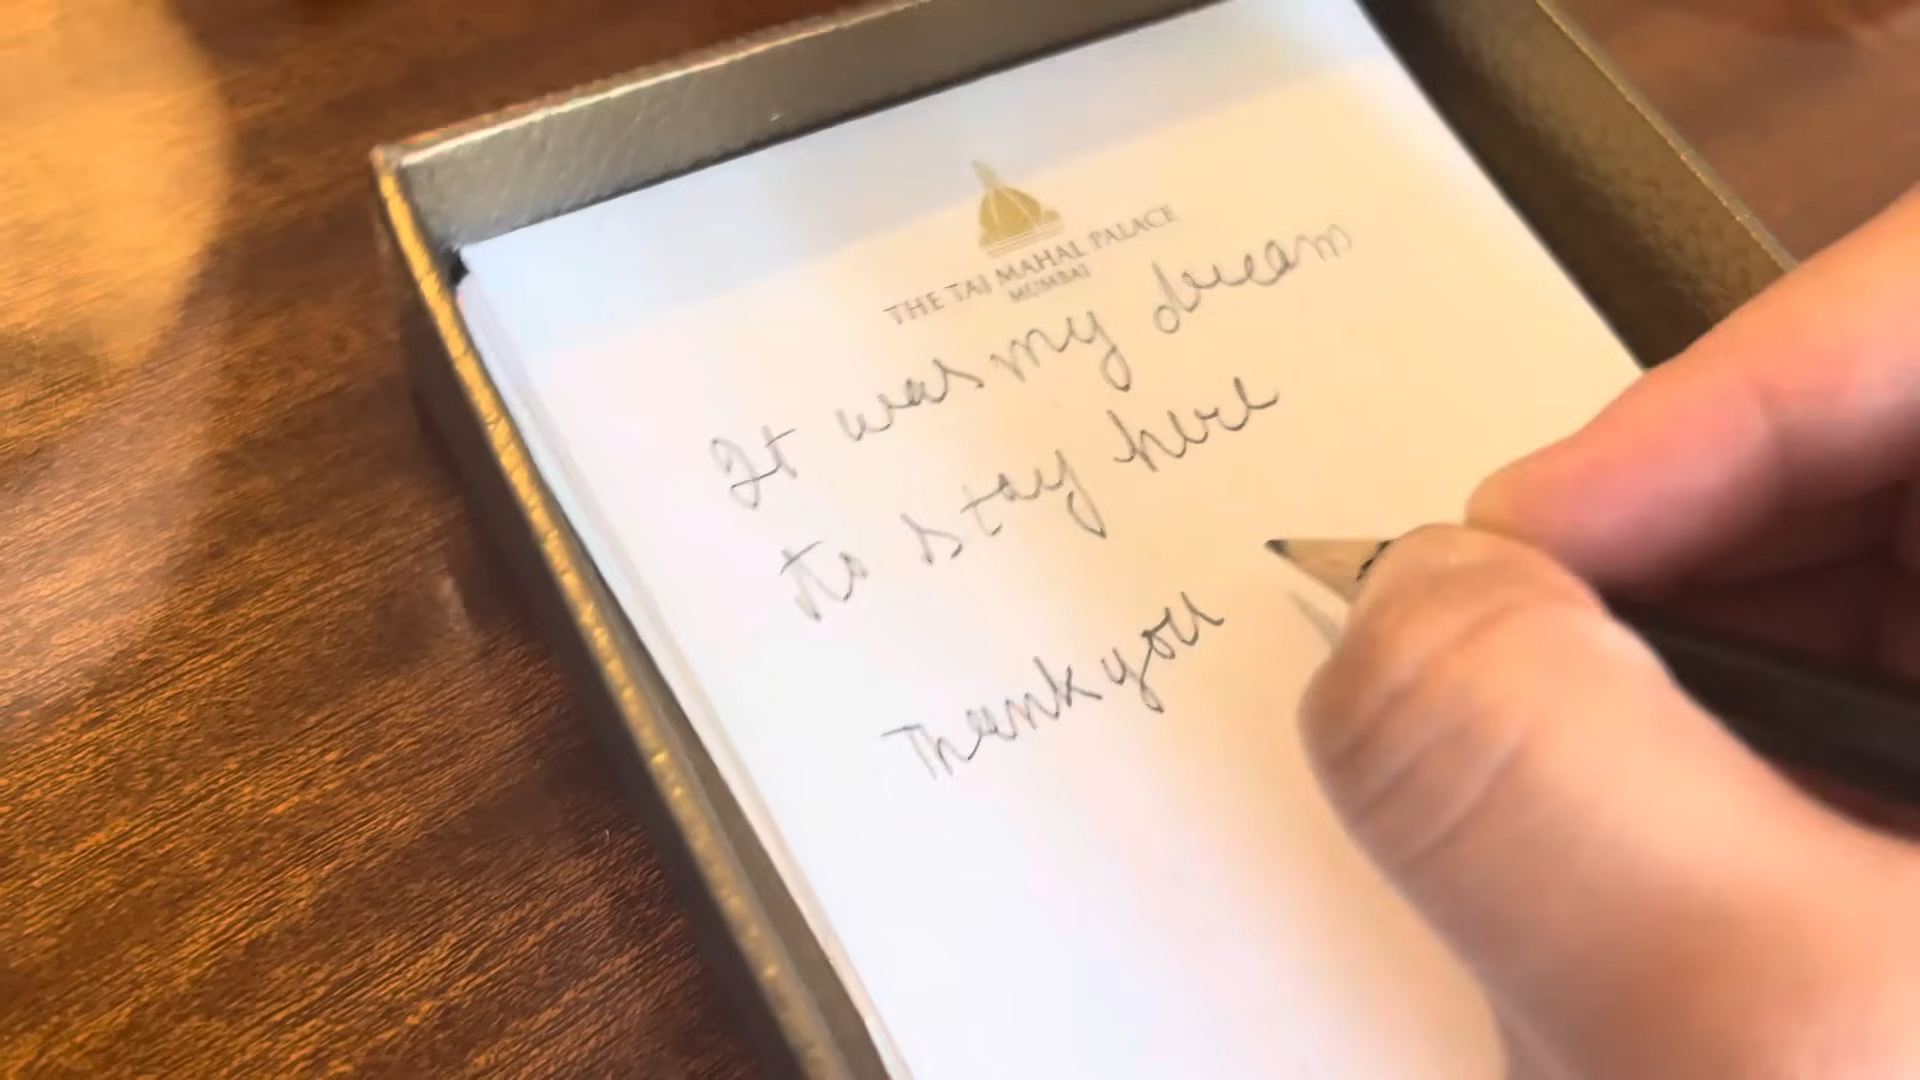 THE TAJ MAHAL PALACE
MUMBAI
It was my dream
to stay here
Thank you